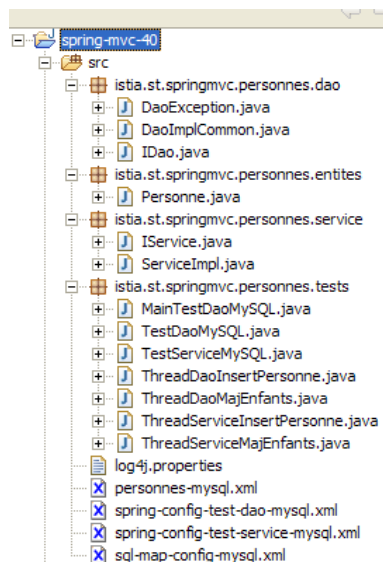 spring-mvc-40
src
istia.st.springmvc.personnes.dao
DaoException.java
DaoImplCommon.java
IDao.java
istia.st.springmvc.personnes.entites
Personne.java
istia.st.springmvc.personnes.service
IService.java
ServiceImpl.java
istia.st.springmvc.personnes.tests
MainTestDaoMySQL.java
TestDaoMySQL.java
TestServiceMySQL.java
ThreadDaoInsertPersonne.java
ThreadDaoMajEnfants.java
ThreadServiceInsertPersonne.java
ThreadServiceMajEnfants.java
log4j.properties
personnes-mysql.xml
spring-config-test-dao-mysql.xml
spring-config-test-service-mysql.xml
sql-map-config-mysql.xml